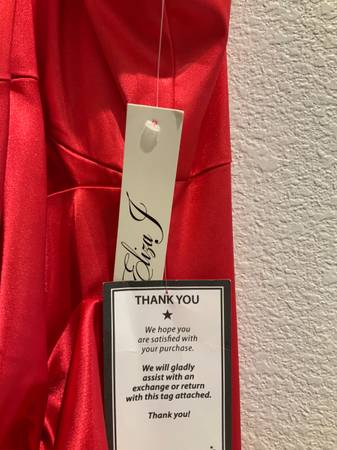 Eliza J
THANK YOU
★
We hope you
are satisfied with
your purchase.
We will gladly
assist with an
exchange or return
with this tag attached.
Thank you!